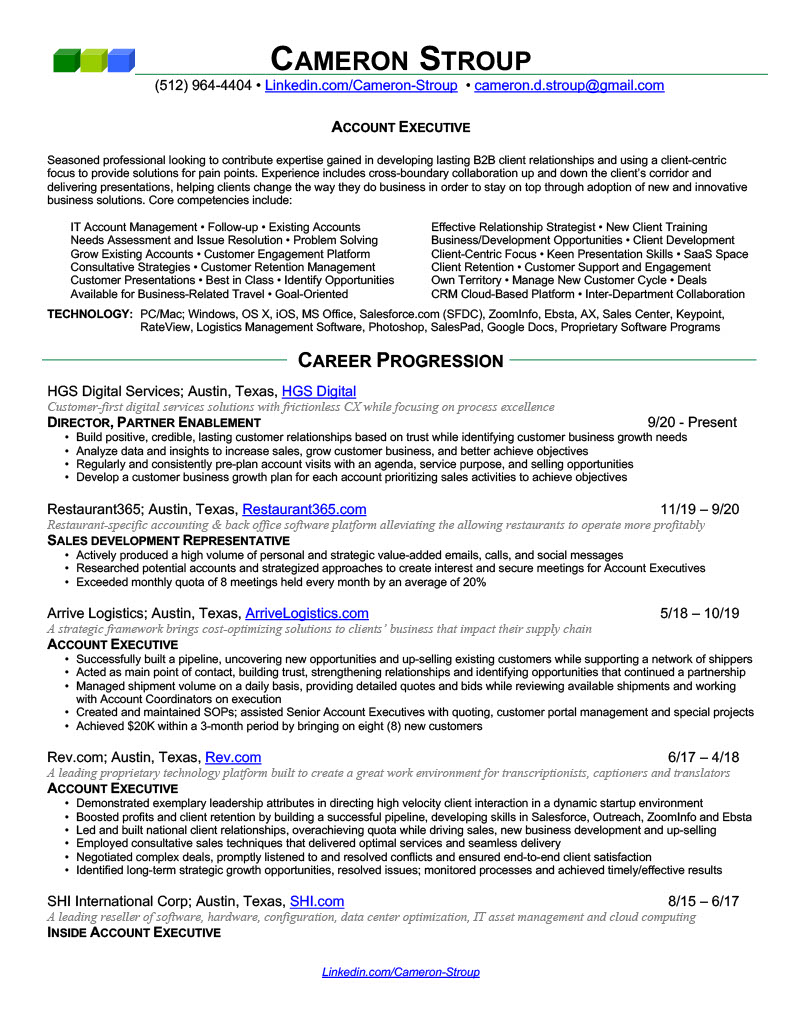 CAMERON STROUP
(512) 964-4404 • Linkedin.com/Cameron-Stroup • cameron.d.stroup@gmail.com
ACCOUNT EXECUTIVE
Seasoned professional looking to contribute expertise gained in developing lasting B2B client relationships and using a client-centric
focus to provide solutions for pain points. Experience includes cross-boundary collaboration up and down the client's corridor and
delivering presentations, helping clients change the way they do business in order to stay on top through adoption of new and innovative
business solutions. Core competencies include:
IT Account Management • Follow-up • Existing Accounts
Needs Assessment and Issue Resolution • Problem Solving
Grow Existing Accounts • Customer Engagement Platform
Consultative Strategies • Customer Retention Management
Customer Presentations • Best in Class • Identify Opportunities
Available for Business-Related Travel • Goal-Oriented
Effective Relationship Strategist • New Client Training
Business/Development Opportunities • Client Development
Client-Centric Focus • Keen Presentation Skills • SaaS Space
Client Retention • Customer Support and Engagement
Own Territory • Manage New Customer Cycle • Deals
CRM Cloud-Based Platform • Inter-Department Collaboration
TECHNOLOGY: PC/Mac; Windows, OS X, iOS, MS Office, Salesforce.com (SFDC), ZoomInfo, Ebsta, AX, Sales Center, Keypoint,
RateView, Logistics Management Software, Photoshop, SalesPad, Google Docs, Proprietary Software Programs
CAREER PROGRESSION
HGS Digital Services; Austin, Texas, HGS Digital
Customer-first digital services solutions with frictionless CX while focusing on process excellence
DIRECTOR, PARTNER ENABLEMENT 9/20 - Present
• Build positive, credible, lasting customer relationships based on trust while identifying customer business growth needs
• Analyze data and insights to increase sales, grow customer business, and better achieve objectives
• Regularly and consistently pre-plan account visits with an agenda, service purpose, and selling opportunities
• Develop a customer business growth plan for each account prioritizing sales activities to achieve objectives
Restaurant365; Austin, Texas, Restaurant365.com 11/19 – 9/20
Restaurant-specific accounting & back office software platform alleviating the allowing restaurants to operate more profitably
SALES DEVELOPMENT REPRESENTATIVE
• Actively produced a high volume of personal and strategic value-added emails, calls, and social messages
• Researched potential accounts and strategized approaches to create interest and secure meetings for Account Executives
• Exceeded monthly quota of 8 meetings held every month by an average of 20%
Arrive Logistics; Austin, Texas, ArriveLogistics.com 5/18 – 10/19
A strategic framework brings cost-optimizing solutions to clients' business that impact their supply chain
ACCOUNT EXECUTIVE
• Successfully built a pipeline, uncovering new opportunities and up-selling existing customers while supporting a network of shippers
• Acted as main point of contact, building trust, strengthening relationships and identifying opportunities that continued a partnership
• Managed shipment volume on a daily basis, providing detailed quotes and bids while reviewing available shipments and working
with Account Coordinators on execution
• Created and maintained SOPs; assisted Senior Account Executives with quoting, customer portal management and special projects
• Achieved $20K within a 3-month period by bringing on eight (8) new customers
Rev.com; Austin, Texas, Rev.com 6/17 – 4/18
A leading proprietary technology platform built to create a great work environment for transcriptionists, captioners and translators
ACCOUNT EXECUTIVE
• Demonstrated exemplary leadership attributes in directing high velocity client interaction in a dynamic startup environment
• Boosted profits and client retention by building a successful pipeline, developing skills in Salesforce, Outreach, ZoomInfo and Ebsta
• Led and built national client relationships, overachieving quota while driving sales, new business development and up-selling
• Employed consultative sales techniques that delivered optimal services and seamless delivery
• Negotiated complex deals, promptly listened to and resolved conflicts and ensured end-to-end client satisfaction
• Identified long-term strategic growth opportunities, resolved issues; monitored processes and achieved timely/effective results
SHI International Corp; Austin, Texas, SHI.com 8/15 – 6/17
A leading reseller of software, hardware, configuration, data center optimization, IT asset management and cloud computing
INSIDE ACCOUNT EXECUTIVE
Linkedin.com/Cameron-Stroup